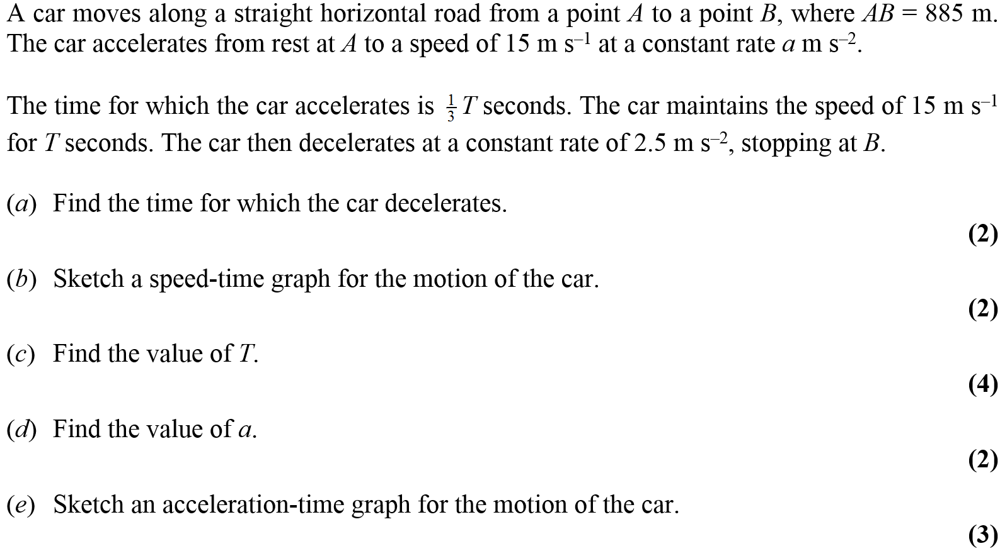 A car moves along a straight horizontal road from a point A to a point B, where AB = 885 m.
The car accelerates from rest at A to a speed of 15 m s⁻¹ at a constant rate a m s⁻².
The time for which the car accelerates is ⅓ T seconds. The car maintains the speed of 15 m s⁻¹
for T seconds. The car then decelerates at a constant rate of 2.5 m s⁻², stopping at B.
(a) Find the time for which the car decelerates.
(2)
(b) Sketch a speed-time graph for the motion of the car.
(2)
(c) Find the value of T.
(4)
(d) Find the value of a.
(2)
(e) Sketch an acceleration-time graph for the motion of the car.
(3)